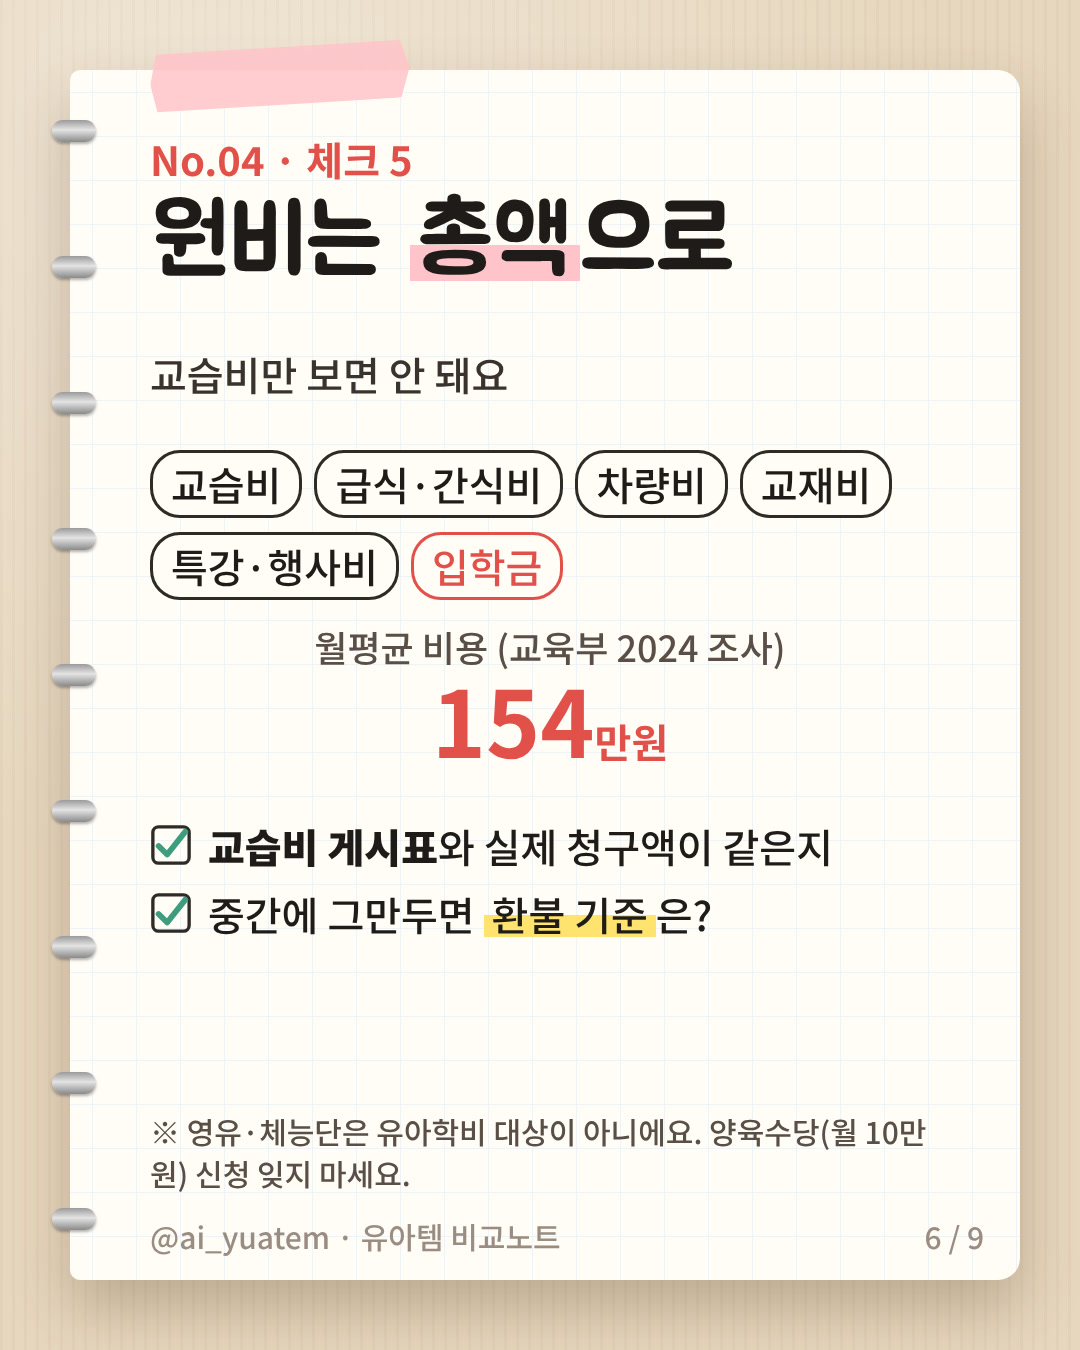 No.04 · 체크 5
원비는 총액으로
교습비만 보면 안 돼요
교습비 급식·간식비 차량비 교재비
특강·행사비 입학금
월평균 비용 (교육부 2024 조사)
154만원
교습비 게시표와 실제 청구액이 같은지
중간에 그만두면 환불 기준은?
※ 영유·체능단은 유아학비 대상이 아니에요. 양육수당(월 10만
원) 신청 잊지 마세요.
@ai_yuatem · 유아템 비교노트 6 / 9